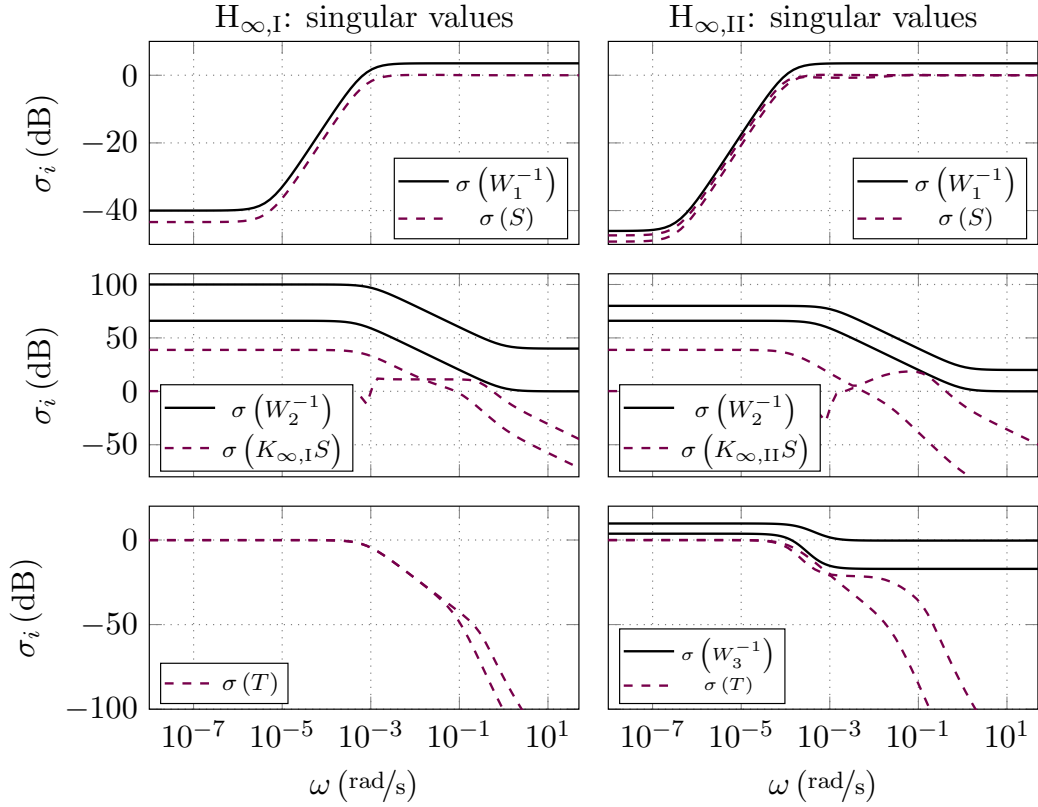 H∞,I: singular values
H∞,II: singular values
0
−20
−40
σi (dB)
σ (W1−1)
σ (S)
σ (W1−1)
σ (S)
100
50
0
−50
σi (dB)
σ (W2−1)
σ (K∞,IS)
σ (W2−1)
σ (K∞,IIS)
0
−50
−100
σi (dB)
σ (T)
σ (W3−1)
σ (T)
10−7 10−5 10−3 10−1 101
10−7 10−5 10−3 10−1 101
ω (rad/s)
ω (rad/s)